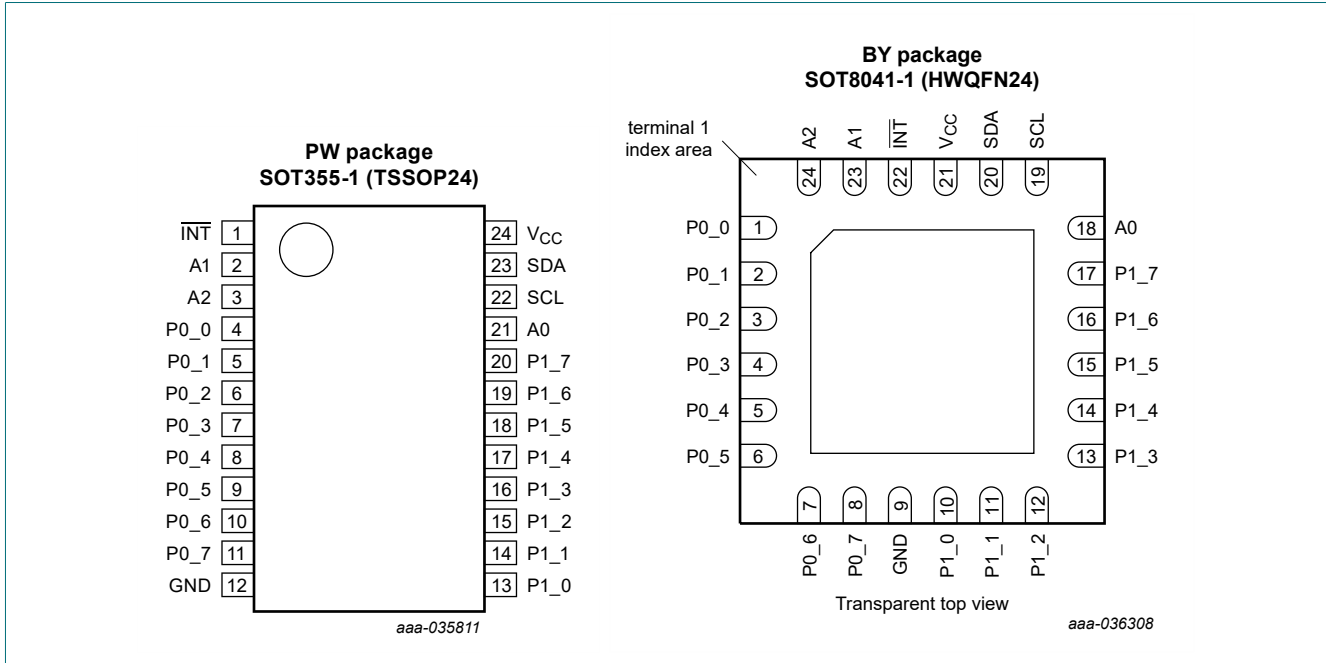 PW package
SOT355-1 (TSSOP24)
INT 1
A1 2
A2 3
P0_0 4
P0_1 5
P0_2 6
P0_3 7
P0_4 8
P0_5 9
P0_6 10
P0_7 11
GND 12
24 VCC
23 SDA
22 SCL
21 A0
20 P1_7
19 P1_6
18 P1_5
17 P1_4
16 P1_3
15 P1_2
14 P1_1
13 P1_0
aaa-035811
BY package
SOT8041-1 (HWQFN24)
terminal 1
index area
A2
A1
INT
VCC
SDA
SCL
24
23
22
21
20
19
P0_0 1
P0_1 2
P0_2 3
P0_3 4
P0_4 5
P0_5 6
18 A0
17 P1_7
16 P1_6
15 P1_5
14 P1_4
13 P1_3
7
8
9
10
11
12
P0_6
P0_7
GND
P1_0
P1_1
P1_2
Transparent top view
aaa-036308